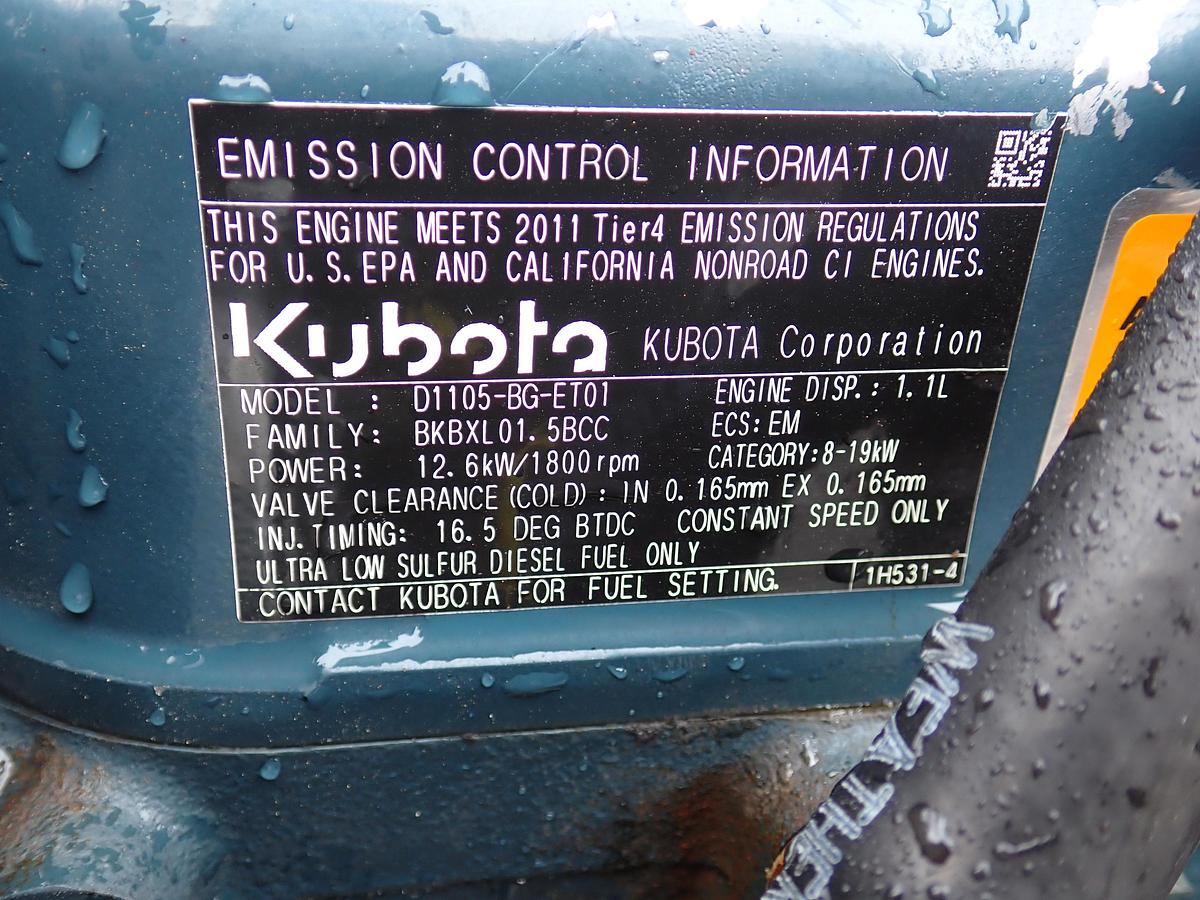 EMISSION CONTROL INFORMATION
THIS ENGINE MEETS 2011 Tier4 EMISSION REGULATIONS
FOR U.S.EPA AND CALIFORNIA NONROAD CI ENGINES.
Kubota KUBOTA Corporation
MODEL : D1105-BG-ET01 ENGINE DISP.: 1.1L
FAMILY: BKBXL01.5BCC ECS:EM
POWER: 12.6kW/1800rpm CATEGORY:8-19kW
VALVE CLEARANCE (COLD): IN 0.165mm EX 0.165mm
INJ.TIMING: 16.5 DEG BTDC CONSTANT SPEED ONLY
ULTRA LOW SULFUR DIESEL FUEL ONLY
CONTACT KUBOTA FOR FUEL SETTING. 1H531-4
WEATHER